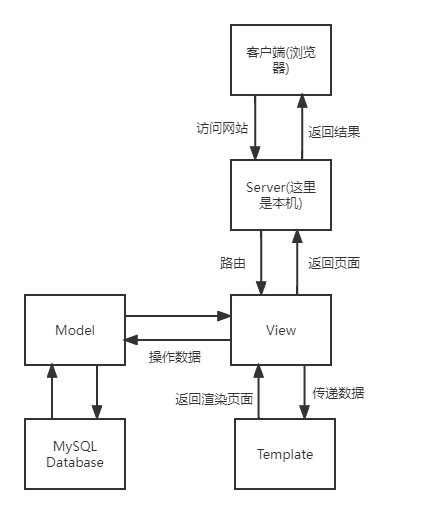 客户端(浏览
器)
访问网站
返回结果
Server(这里
是本机)
路由
返回页面
Model
View
操作数据
返回渲染页面
传递数据
MySQL
Database
Template